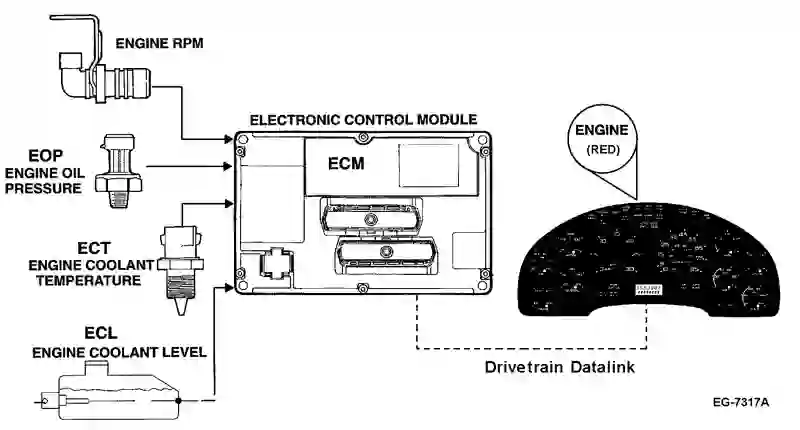 ENGINE RPM
ELECTRONIC CONTROL MODULE
ENGINE
(RED)
EOP
ENGINE OIL
PRESSURE
ECM
ECT
ENGINE COOLANT
TEMPERATURE
ECL
ENGINE COOLANT LEVEL
Drivetrain Datalink
EG-7317A